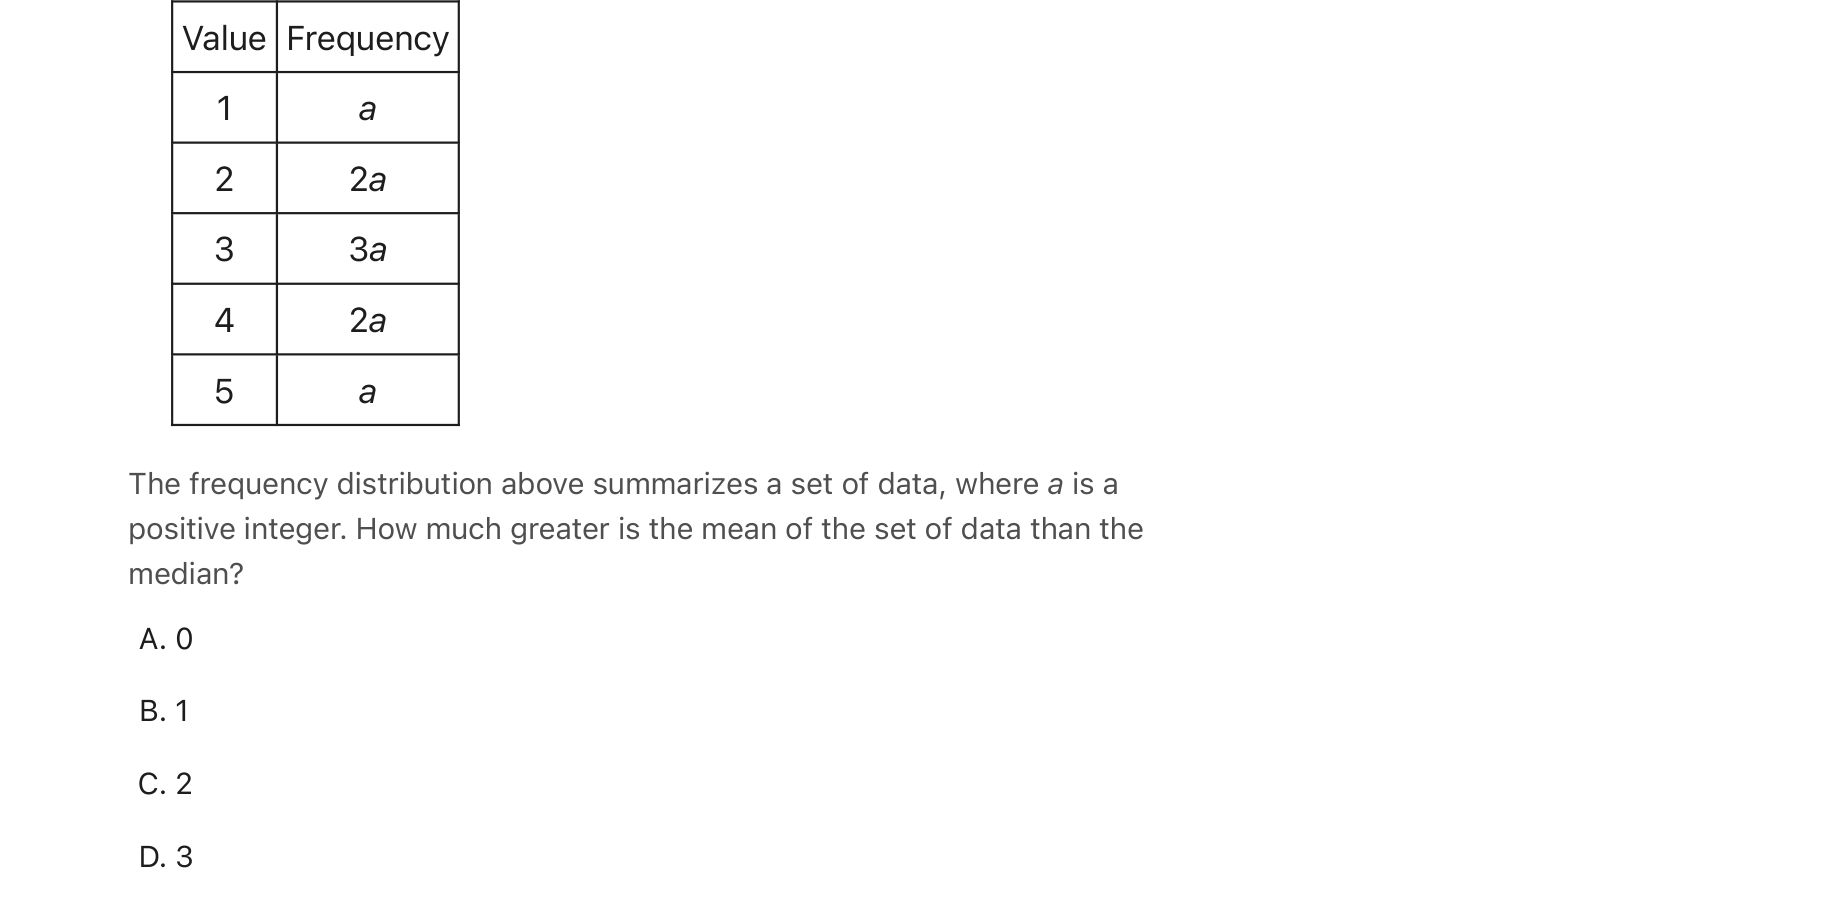 Value Frequency
1 a
2 2a
3 3a
4 2a
5 a
The frequency distribution above summarizes a set of data, where a is a
positive integer. How much greater is the mean of the set of data than the
median?
A. 0
B. 1
C. 2
D. 3